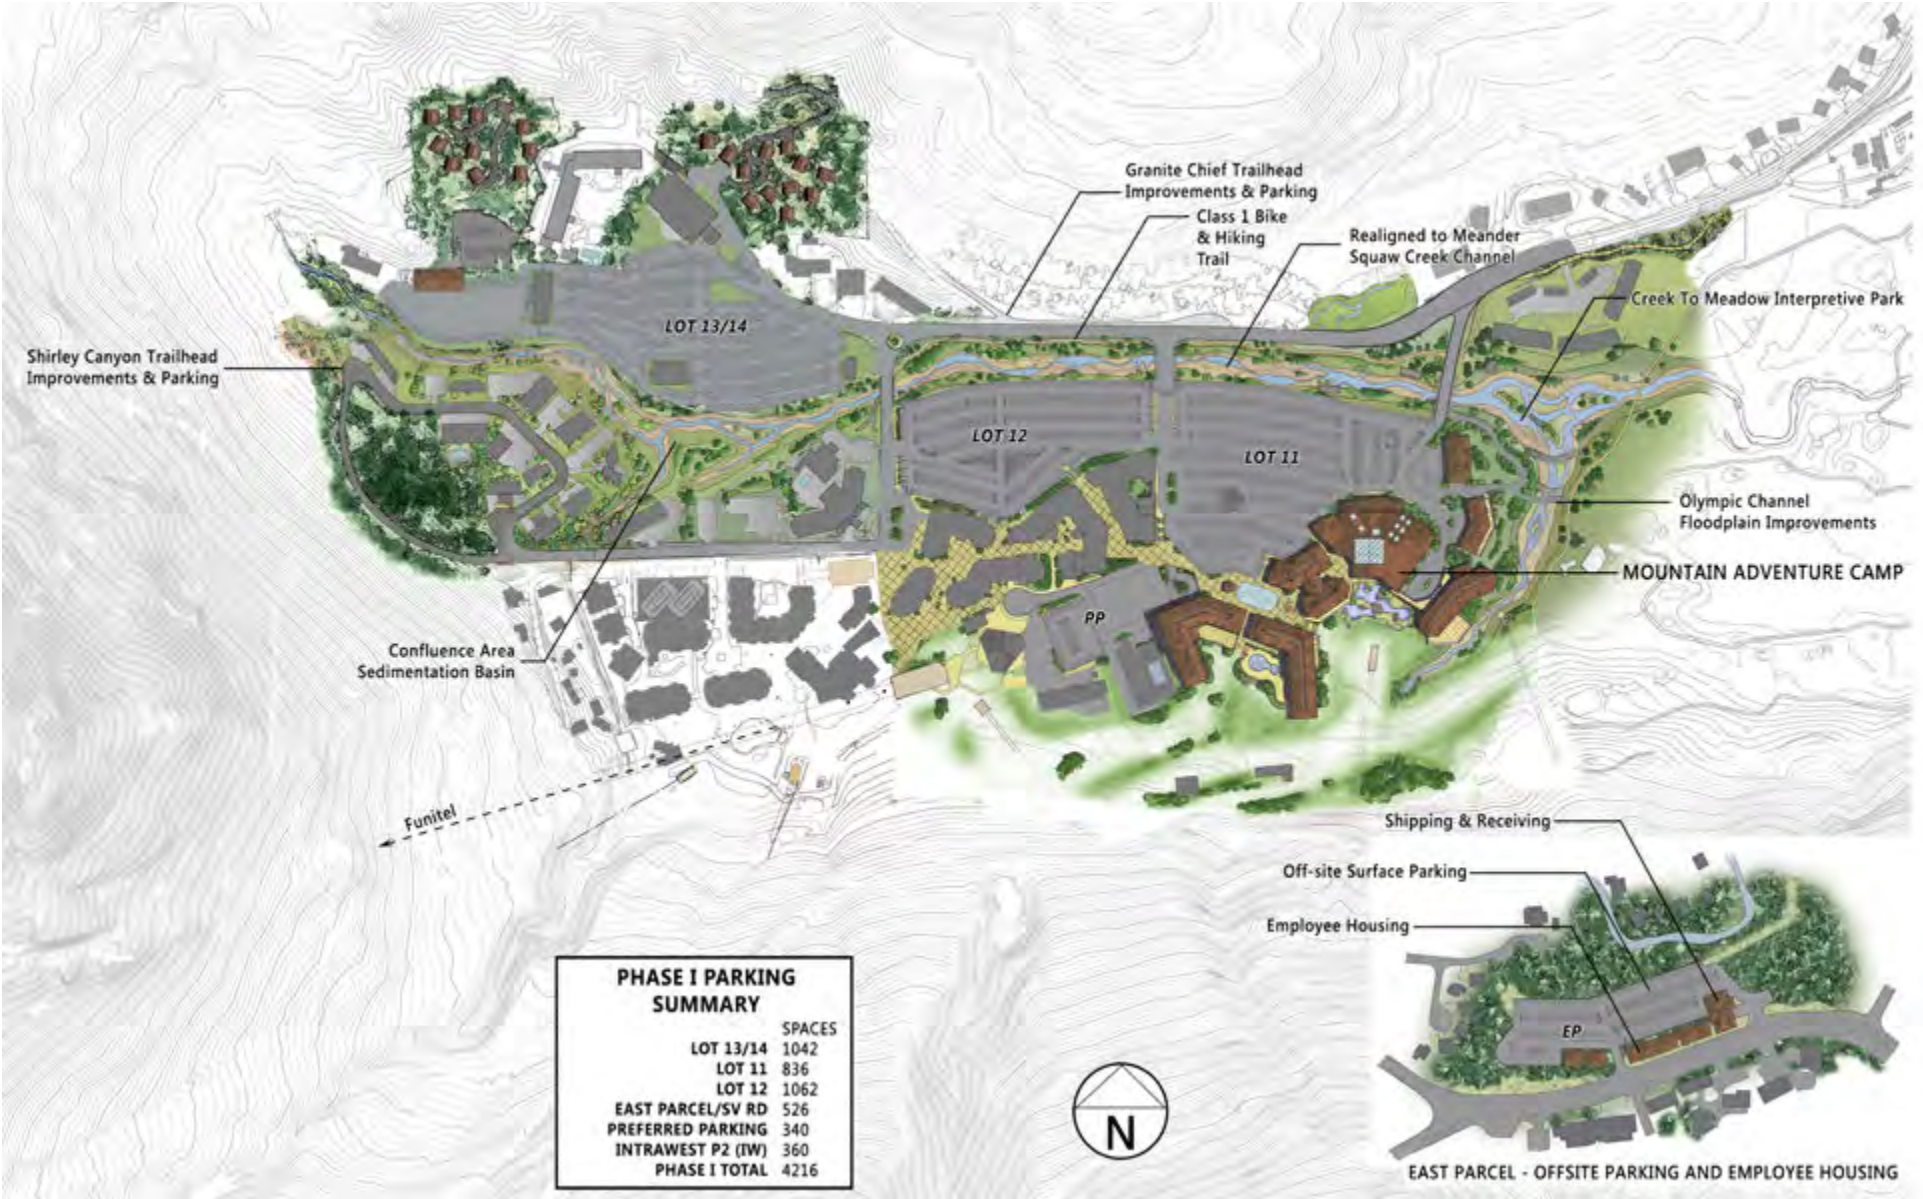 Granite Chief Trailhead
Improvements & Parking
Class 1 Bike
& Hiking
Trail
Realigned to Meander
Squaw Creek Channel
Creek To Meadow Interpretive Park
LOT 13/14
Shirley Canyon Trailhead
Improvements & Parking
LOT 12
LOT 11
Olympic Channel
Floodplain Improvements
MOUNTAIN ADVENTURE CAMP
PP
Confluence Area
Sedimentation Basin
Funitel
Shipping & Receiving
Off-site Surface Parking
Employee Housing
EP
PHASE I PARKING
SUMMARY
SPACES
LOT 13/14 1042
LOT 11 836
LOT 12 1062
EAST PARCEL/SV RD 526
PREFERRED PARKING 340
INTRAWEST P2 (IW) 360
PHASE I TOTAL 4216
N
EAST PARCEL - OFFSITE PARKING AND EMPLOYEE HOUSING